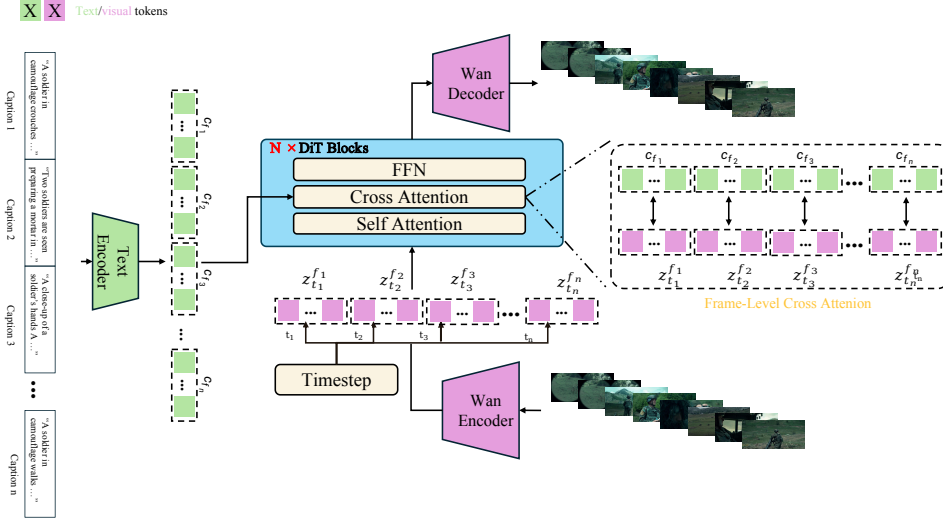 X X Text/visual tokens
Caption 1
"A soldier in
camouflage crouches …"
Caption 2
"Two soldiers are seen
preparing a mortar in …"
Caption 3
"A close-up of a
soldier's hands A …"
Caption n
"A soldier in
camouflage walks …"
Text
Encoder
c_{f_1}
c_{f_2}
c_{f_3}
c_{f_n}
Wan
Decoder
N × DiT Blocks
FFN
Cross Attention
Self Attention
z_{t_1}^{f_1} z_{t_2}^{f_2} z_{t_3}^{f_3} z_{t_n}^{f_n}
t_1 t_2 t_3 t_n
Timestep
Wan
Encoder
c_{f_1} c_{f_2} c_{f_3} c_{f_n}
z_{t_1}^{f_1} z_{t_2}^{f_2} z_{t_3}^{f_3}
Frame-Level Cross Attenion